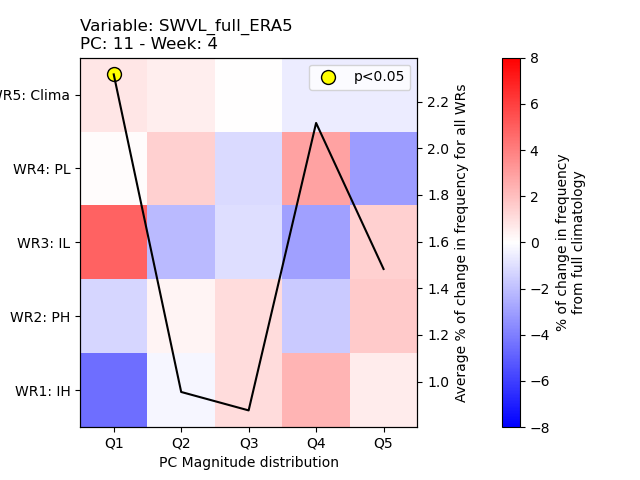 Variable: SWVL_full_ERA5
PC: 11 - Week: 4
p<0.05
WR5: Clima
WR4: PL
WR3: IL
WR2: PH
WR1: IH
Q1 Q2 Q3 Q4 Q5
PC Magnitude distribution
2.2
2.0
1.8
1.6
1.4
1.2
1.0
Average % of change in frequency for all WRs
8
6
4
2
0
−2
−4
−6
−8
% of change in frequency
from full climatology